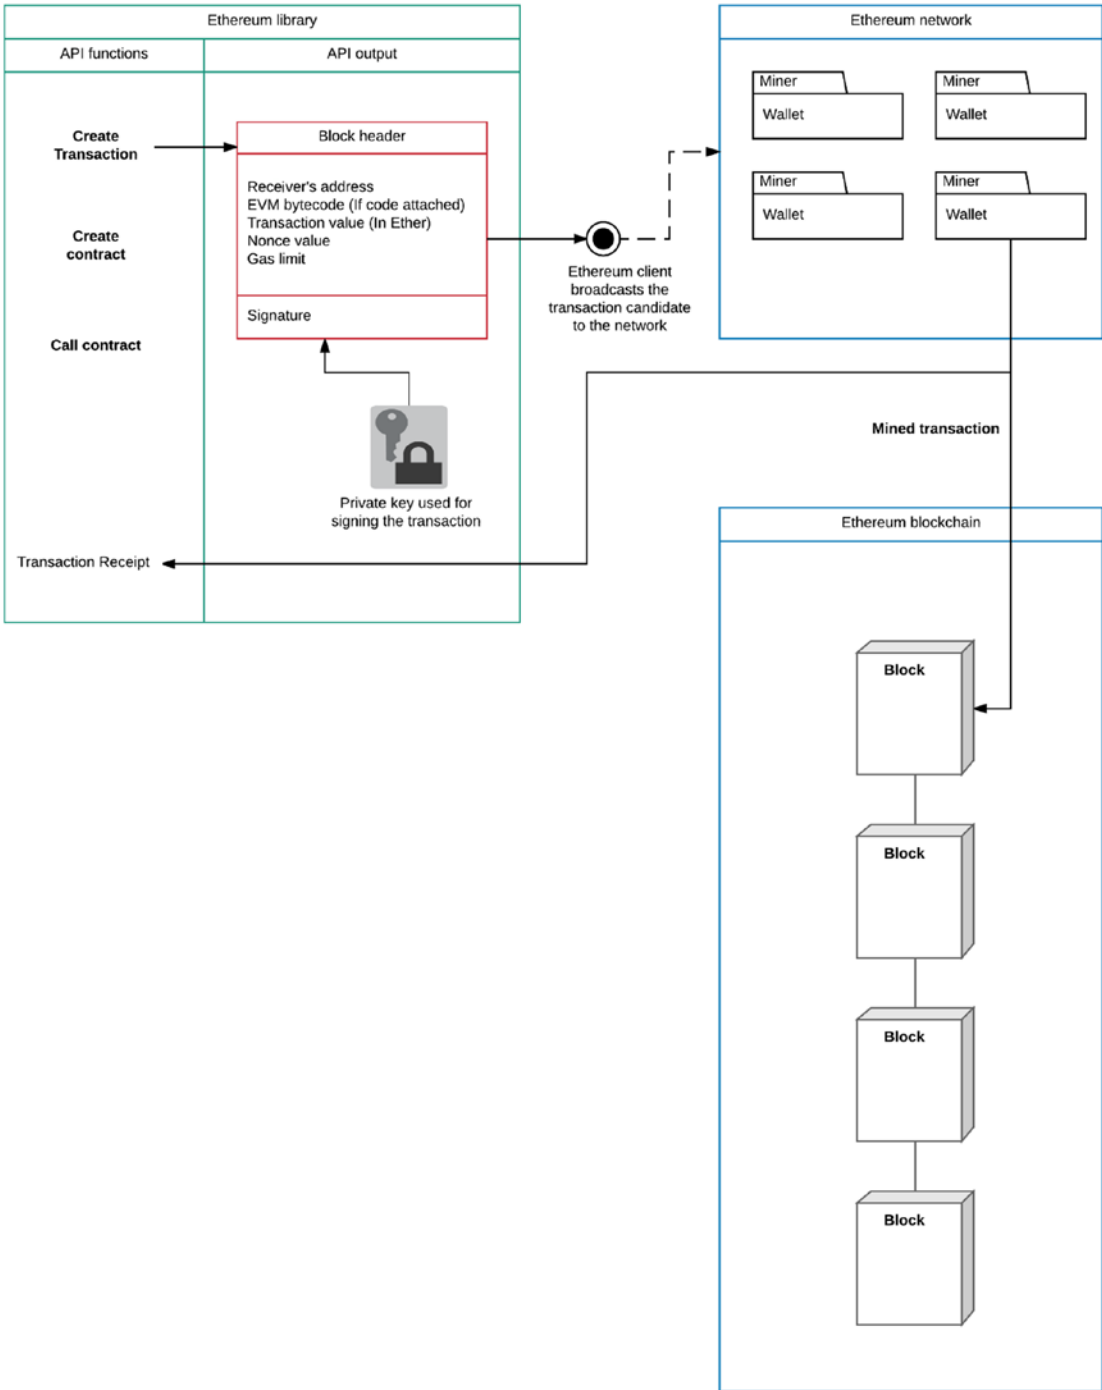 Ethereum library
API functions
API output
Create
Transaction
Block header
Receiver's address
EVM bytecode (If code attached)
Transaction value (In Ether)
Nonce value
Gas limit
Signature
Create
contract
Call contract
Private key used for
signing the transaction
Transaction Receipt
Ethereum client
broadcasts the
transaction candidate
to the network
Ethereum network
Miner
Wallet
Miner
Wallet
Miner
Wallet
Miner
Wallet
Mined transaction
Ethereum blockchain
Block
Block
Block
Block